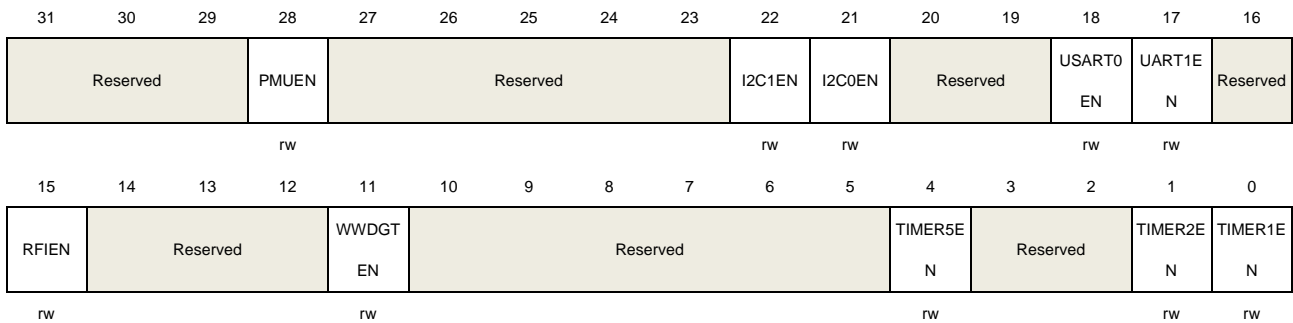 31 30 29 28 27 26 25 24 23 22 21 20 19 18 17 16
Reserved PMUEN Reserved I2C1EN I2C0EN Reserved USART0 UART1E Reserved
EN N
rw rw rw rw rw
15 14 13 12 11 10 9 8 7 6 5 4 3 2 1 0
RFIEN Reserved WWDGT Reserved TIMER5E Reserved TIMER2E TIMER1E
EN N N N
rw rw rw rw rw